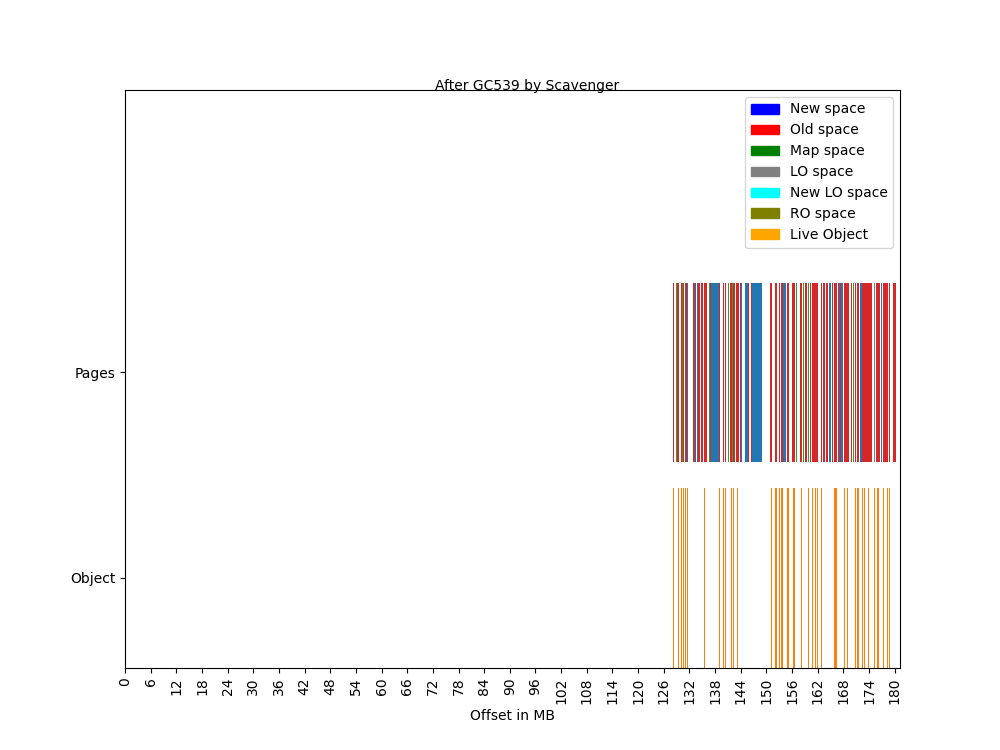 After GC539 by Scavenger
New space
Old space
Map space
LO space
New LO space
RO space
Live Object
Pages
Object
0 6 12 18 24 30 36 42 48 54 60 66 72 78 84 90 96 102 108 114 120 126 132 138 144 150 156 162 168 174 180
Offset in MB